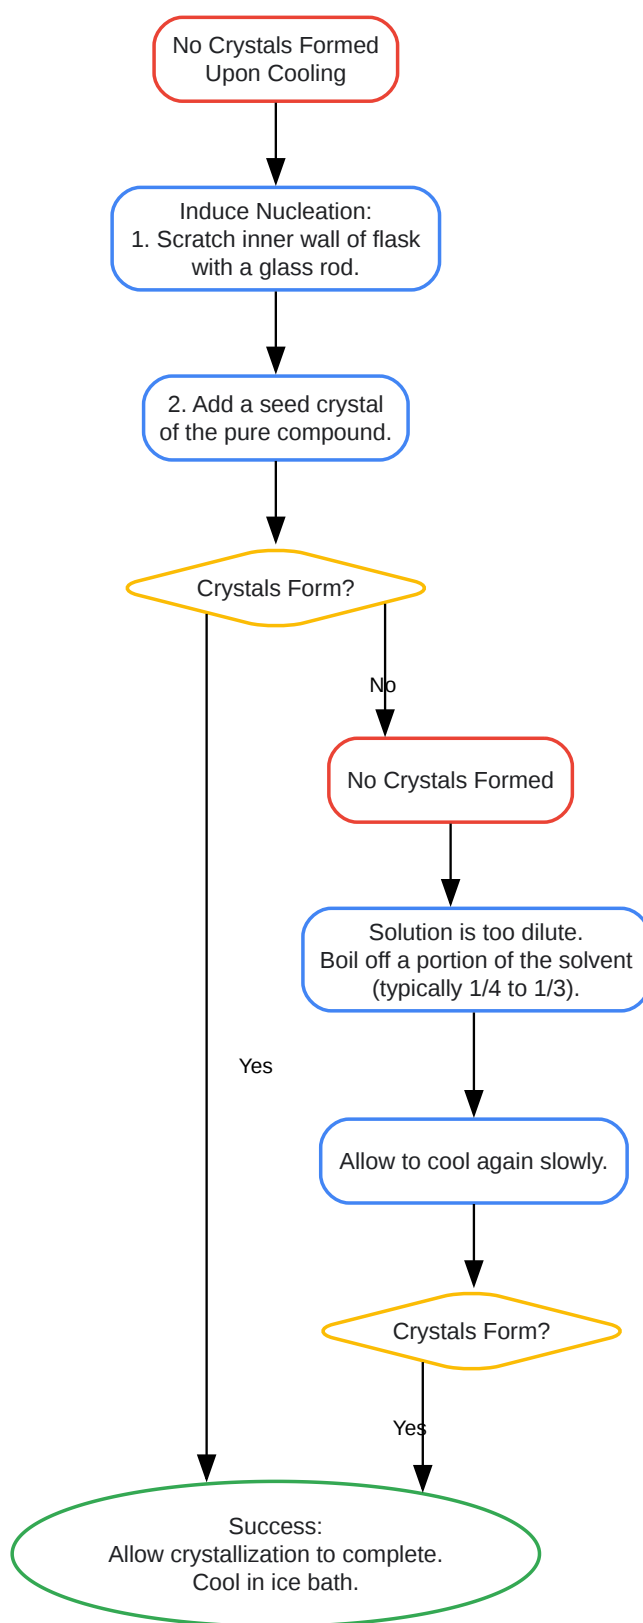 No Crystals Formed
Upon Cooling
Induce Nucleation:
1. Scratch inner wall of flask
with a glass rod.
2. Add a seed crystal
of the pure compound.
Crystals Form?
No
No Crystals Formed
Solution is too dilute.
Boil off a portion of the solvent
(typically 1/4 to 1/3).
Yes
Allow to cool again slowly.
Crystals Form?
Yes
Success:
Allow crystallization to complete.
Cool in ice bath.